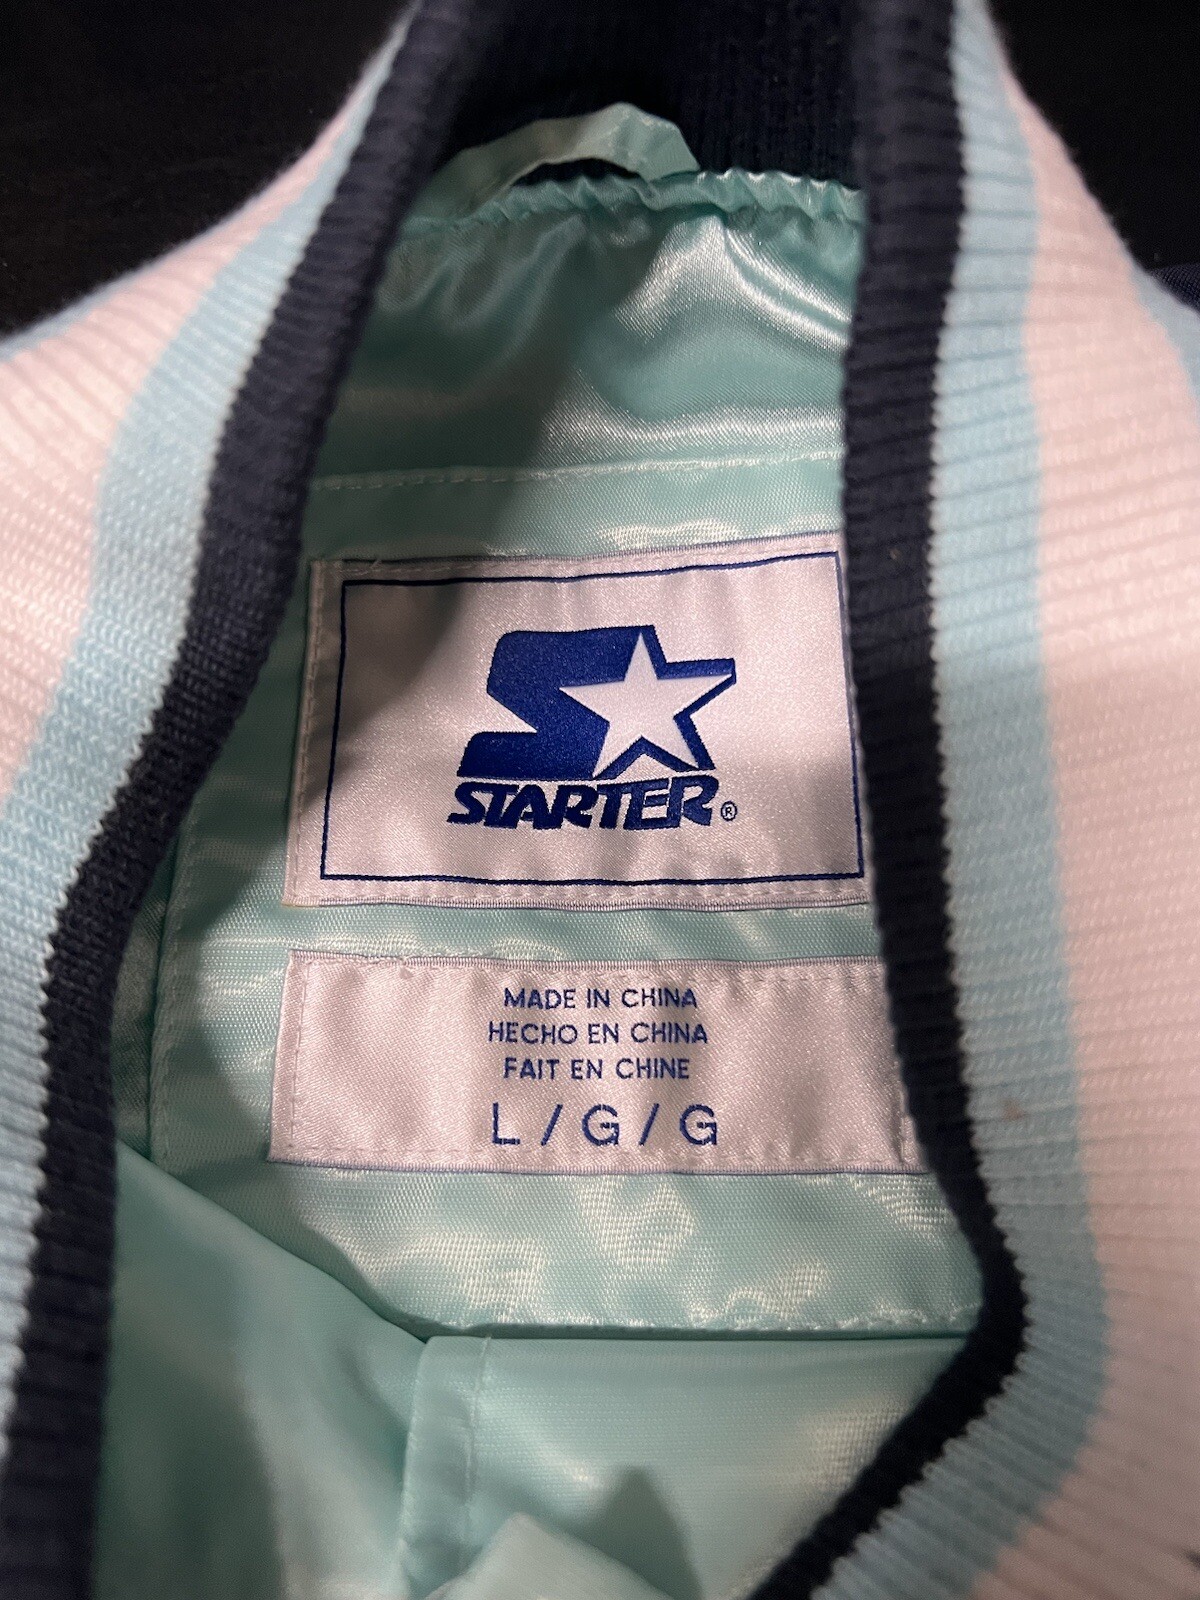 STARTER®
MADE IN CHINA
HECHO EN CHINA
FAIT EN CHINE
L / G / G